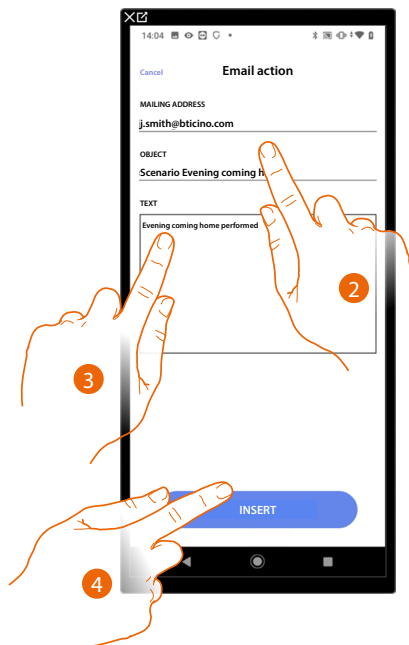 14:04
Cancel
Email action
MAILING ADDRESS
j.smith@bticino.com
OBJECT
Scenario Evening coming h
TEXT
Evening coming home performed
2
3
INSERT
4